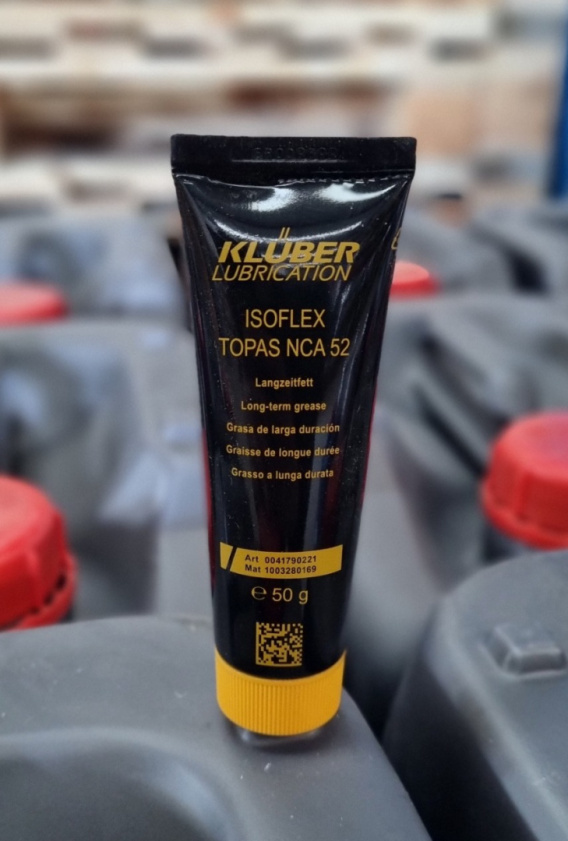 KLÜBER
LUBRICATION
ISOFLEX
TOPAS NCA 52
Langzeitfett
Long-term grease
Grasa de larga duración
Graisse de longue durée
Grasso a lunga durata
Art 0041790221
Mat 1003280169
℮ 50 g